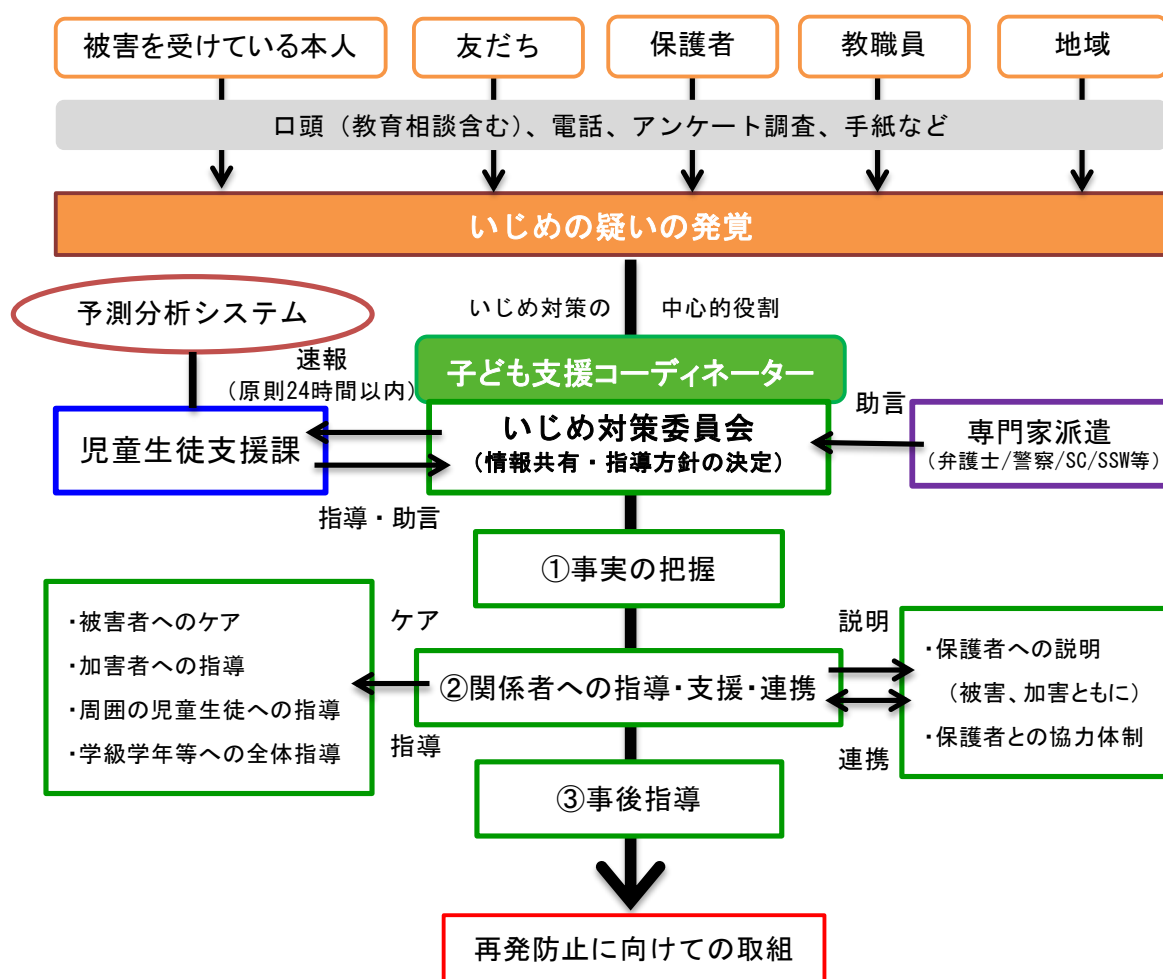 被害を受けている本人
友だち
保護者
教職員
地域
口頭（教育相談含む）、電話、アンケート調査、手紙など
いじめの疑いの発覚
いじめ対策の 中心的役割
予測分析システム
速報
（原則24時間以内）
子ども支援コーディネーター
児童生徒支援課
いじめ対策委員会
（情報共有・指導方針の決定）
助言
専門家派遣
（弁護士/警察/SC/SSW等）
指導・助言
①事実の把握
・被害者へのケア
・加害者への指導
・周囲の児童生徒への指導
・学級学年等への全体指導
ケア
指導
②関係者への指導・支援・連携
説明
連携
・保護者への説明
（被害、加害ともに）
・保護者との協力体制
③事後指導
再発防止に向けての取組